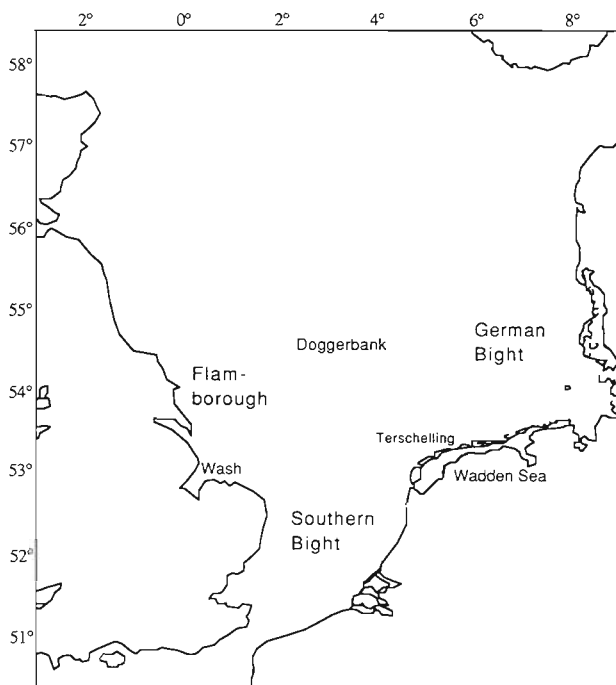 2° 0° 2° 4° 6° 8°
58°
57°
56°
55°
54°
53°
52°
51°
Doggerbank
German
Bight
Flam-
borough
Terschelling
Wash
Wadden Sea
Southern
Bight